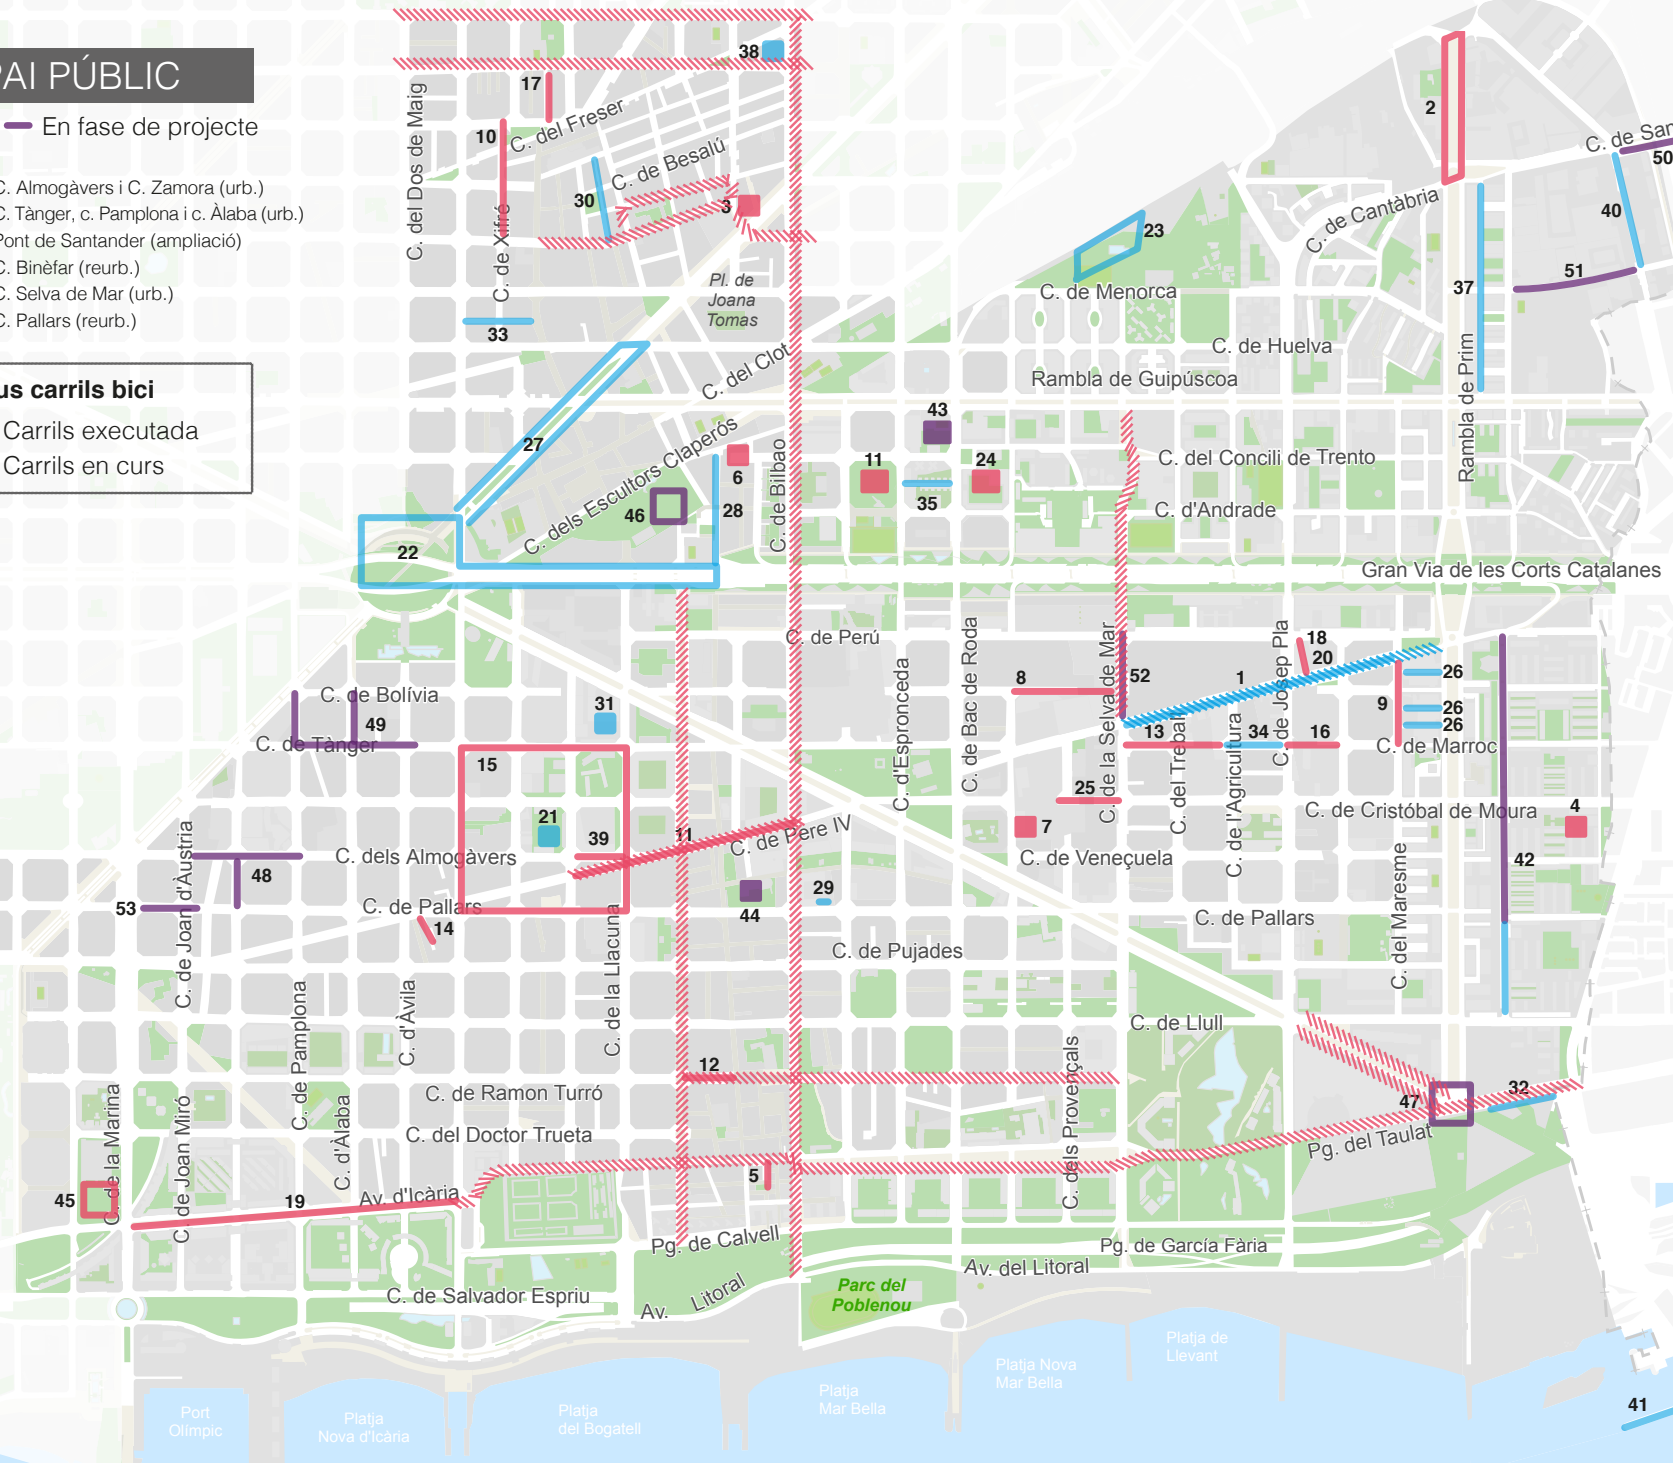 AI PÚBLIC
En fase de projecte
C. Almogàvers i C. Zamora (urb.)
C. Tànger, c. Pamplona i c. Àlaba (urb.)
Pont de Santander (ampliació)
C. Binèfar (reurb.)
C. Selva de Mar (urb.)
C. Pallars (reurb.)
us carrils bici
Carrils executada
Carrils en curs
38
17
10
C. del Freser
C. del Dos de Maig
C. de Besalú
30
3
C. de Xifré
33
Pl. de
Joana
Tomas
C. del Clot
2
C. de San
50
40
C. de Cantàbria
23
51
37
C. de Menorca
C. de Huelva
Rambla de Guipúscoa
Rambla de Prim
27
C. dels Escultors Claperós
43
6
11
24
C. del Concili de Trento
35
46
28
C. de Bilbao
C. d'Andrade
22
Gran Via de les Corts Catalanes
C. de Perú
18
20
C. de Josep Pla
C. de la Selva de Mar
C. de Bac de Roda
C. d'Espronceda
8
52
1
26
26
26
9
C. de Bolívia
49
31
C. de Tànger
13
34
16
C. de Marroc
C. del Treball
C. de l'Agricultura
15
25
21
7
4
C. de Cristóbal de Moura
39
11
C. de Pere IV
C. dels Almogàvers
C. de Veneçuela
42
48
C. de Joan d'Àustria
53
C. de Pallars
44
29
14
C. de Pallars
C. del Maresme
C. de la Llacuna
C. de Pujades
C. de Pamplona
C. d'Àvila
C. de Llull
12
C. dels Provençals
C. de Ramon Turró
47
32
C. de la Marina
C. de Joan Miró
C. d'Àlaba
C. del Doctor Trueta
Pg. del Taulat
5
45
19
Av. d'Icària
Pg. de Calvell
Pg. de García Fària
Av. del Litoral
C. de Salvador Espriu
Av. Litoral
Parc del
Poblenou
Platja de
Llevant
Platja Nova
Mar Bella
Platja
Mar Bella
Platja
del Bogatell
Platja
Nova d'Icària
Port
Olímpic
41